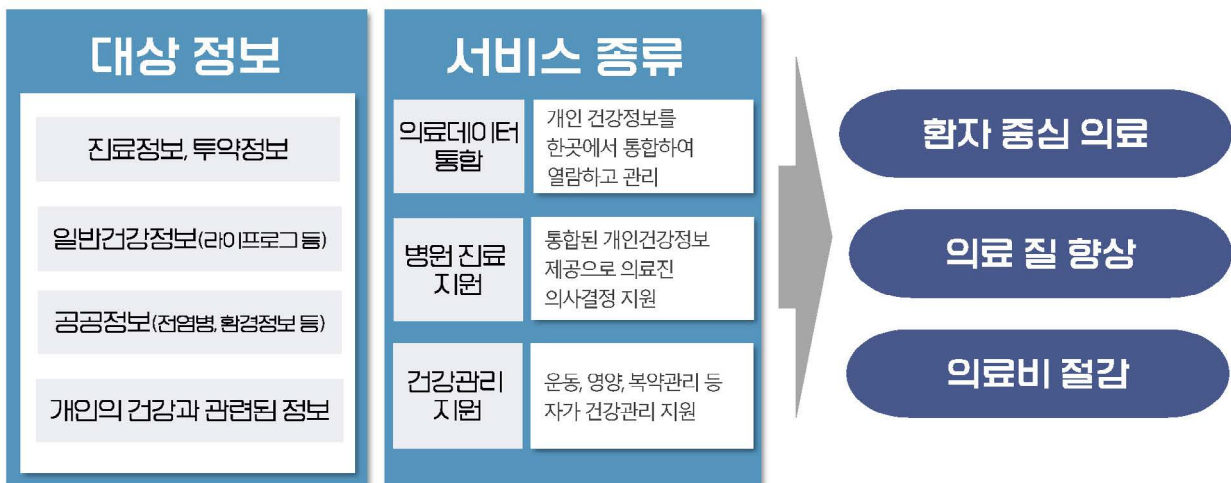 대상 정보
진료정보, 투약정보
일반건강정보(라이프로그 등)
공공정보(전염병, 환경정보 등)
개인의 건강과 관련된 정보
서비스 종류
의료데이터
통합
개인 건강정보를
한곳에서 통합하여
열람하고 관리
병원 진료
지원
통합된 개인건강정보
제공으로 의료진
의사결정 지원
건강관리
지원
운동, 영양, 복약관리 등
자가 건강관리 지원
환자 중심 의료
의료 질 향상
의료비 절감